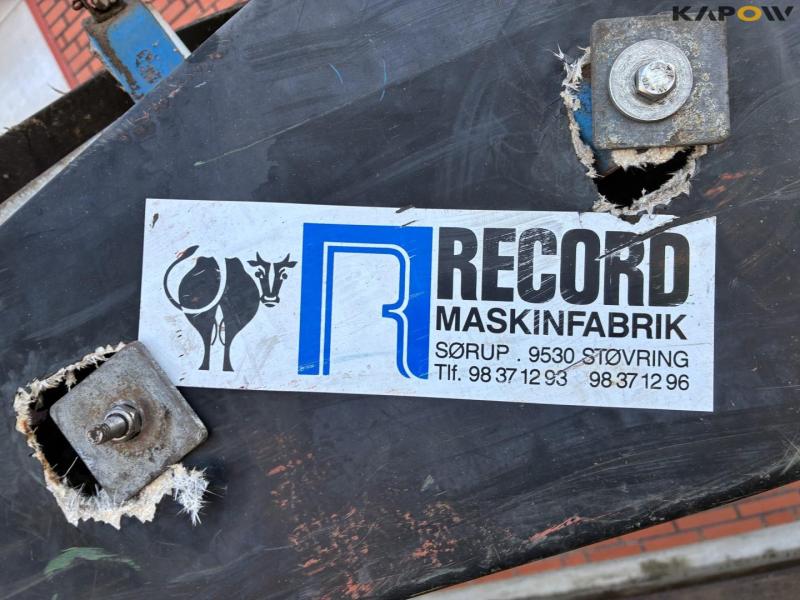 KAPOW
RECORD
MASKINFABRIK
SØRUP . 9530 STØVRING
Tlf. 98 37 12 93 98 37 12 96